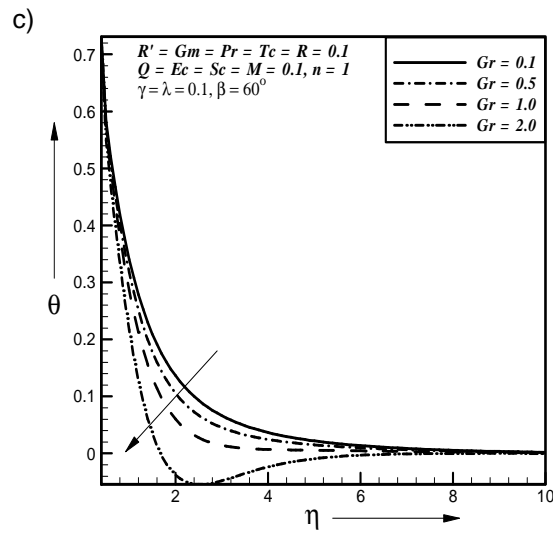 c)
R' = Gm = Pr = Tc = R = 0.1
Q = Ec = Sc = M = 0.1, n = 1
γ = λ = 0.1, β = 60°
Gr = 0.1
Gr = 0.5
Gr = 1.0
Gr = 2.0
0.7
0.6
0.5
0.4
0.3
0.2
0.1
0
θ
2
4
6
8
10
η